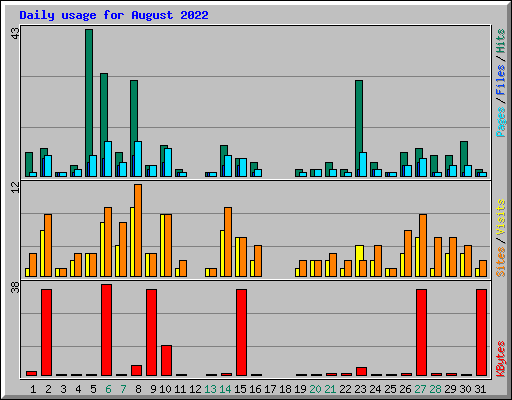 Daily usage for August 2022
43
Pages / Files / Hits
12
Sites / Visits
38
KBytes
1 2 3 4 5 6 7 8 9 10 11 12 13 14 15 16 17 18 19 20 21 22 23 24 25 26 27 28 29 30 31